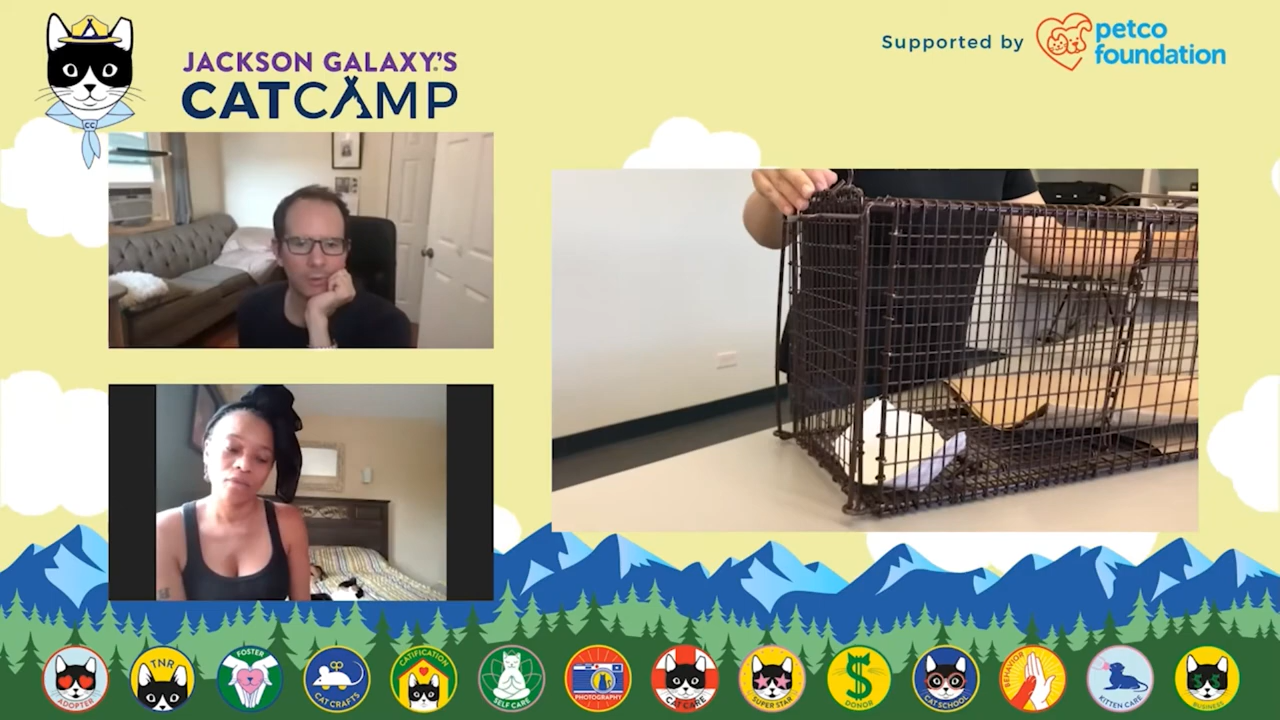 JACKSON GALAXY'S
CATCAMP
Supported by
petco
foundation
CC
ADOPTER
TNR
FOSTER
CAT CRAFTS
CATIFICATION
SELF CARE
PHOTOGRAPHY
CAT CARE
SUPER STAR
DONOR
CAT SCHOOL
BEHAVIOR
KITTEN CARE
BUSINESS